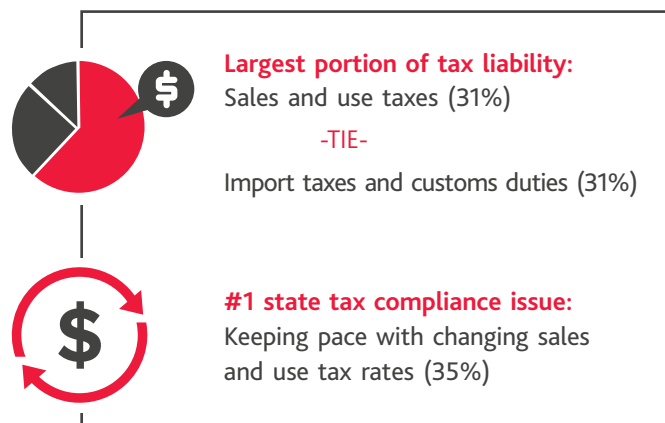 $
Largest portion of tax liability:
Sales and use taxes (31%)
-TIE-
Import taxes and customs duties (31%)
$
#1 state tax compliance issue:
Keeping pace with changing sales
and use tax rates (35%)